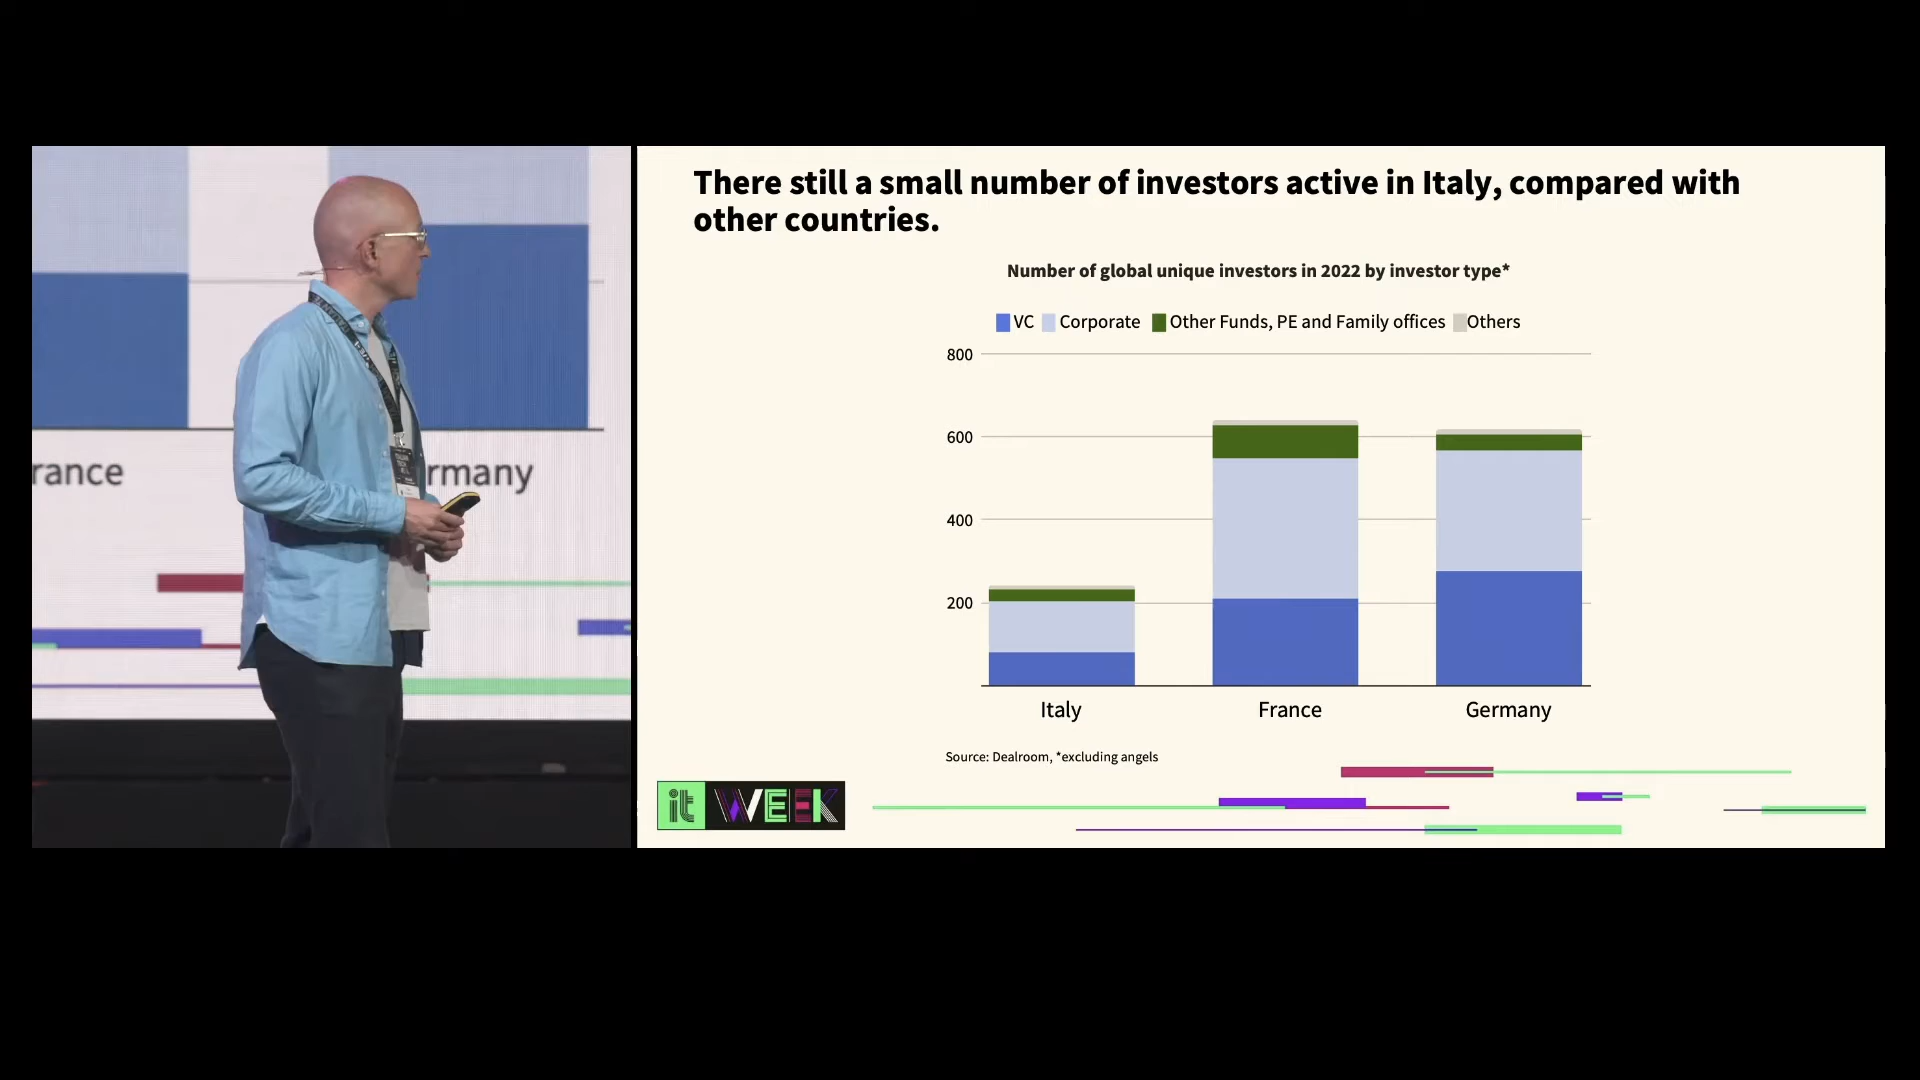 There still a small number of investors active in Italy, compared with
other countries.
Number of global unique investors in 2022 by investor type*
VC Corporate Other Funds, PE and Family offices Others
800
600
400
200
Italy France Germany
Source: Dealroom, *excluding angels
it WEEK
rance
rmany